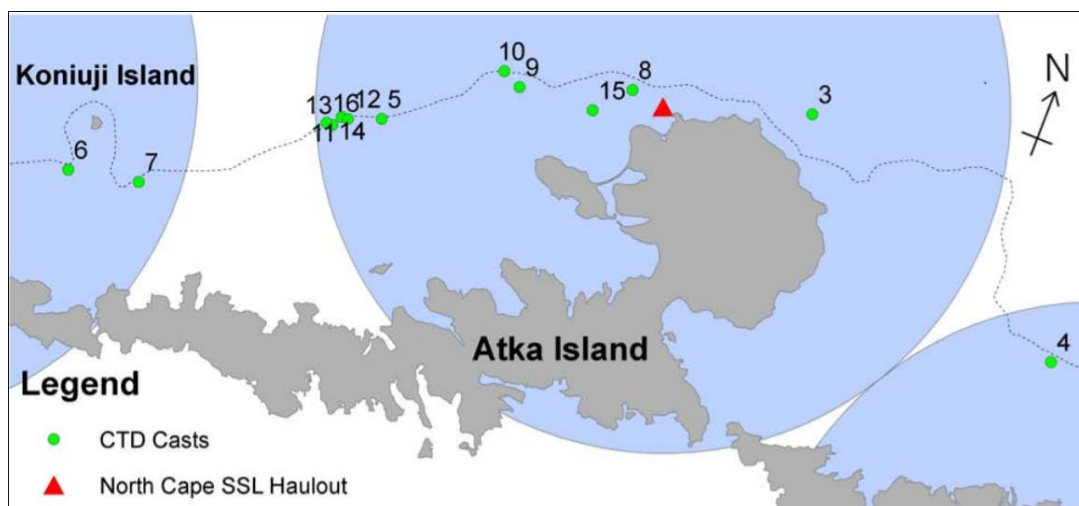 10
9
8
Koniuji Island
N
13
16
12
5
15
3
11
14
6
7
4
Atka Island
Legend
CTD Casts
North Cape SSL Haulout